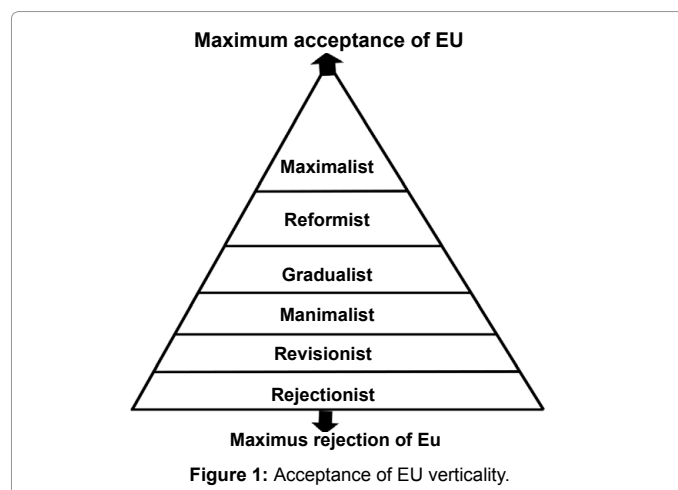 Maximum acceptance of EU
Maximalist
Reformist
Gradualist
Manimalist
Revisionist
Rejectionist
Maximus rejection of Eu
Figure 1: Acceptance of EU verticality.